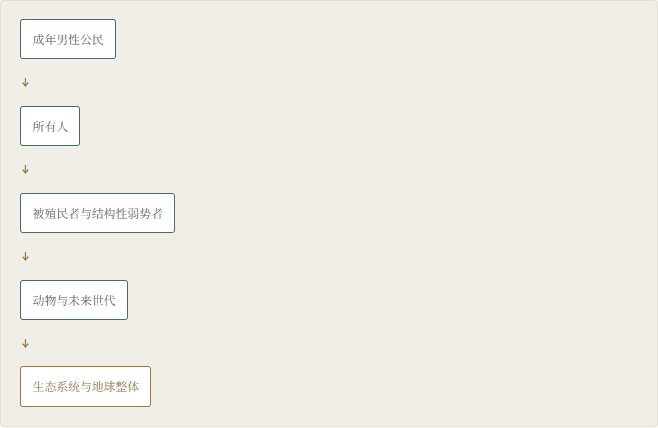 成年男性公民
↓
所有人
↓
被殖民者与结构性弱势者
↓
动物与未来世代
↓
生态系统与地球整体